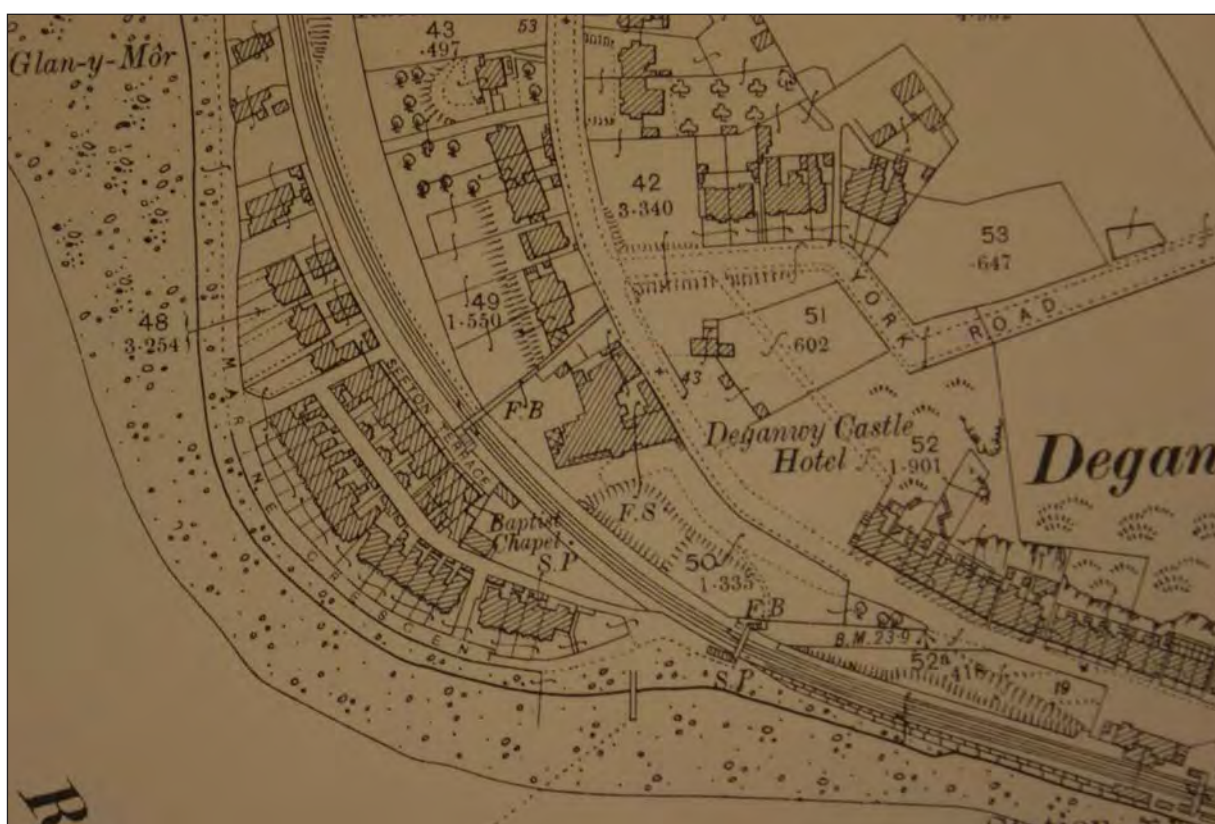 43
.497
53
Glan-y-Môr
42
3.340
53
.647
YORK
ROAD
49
1.550
51
.602
48
3.254
MARINE CRESCENT
SEETON TERRACE
F.B
43
Deganwy Castle
Hotel
52
1.901
Degan
Baptist
Chapel
S.P
F.S
50
1.335
F.B
B.M. 23.9
52a
.416
19
S.P
R